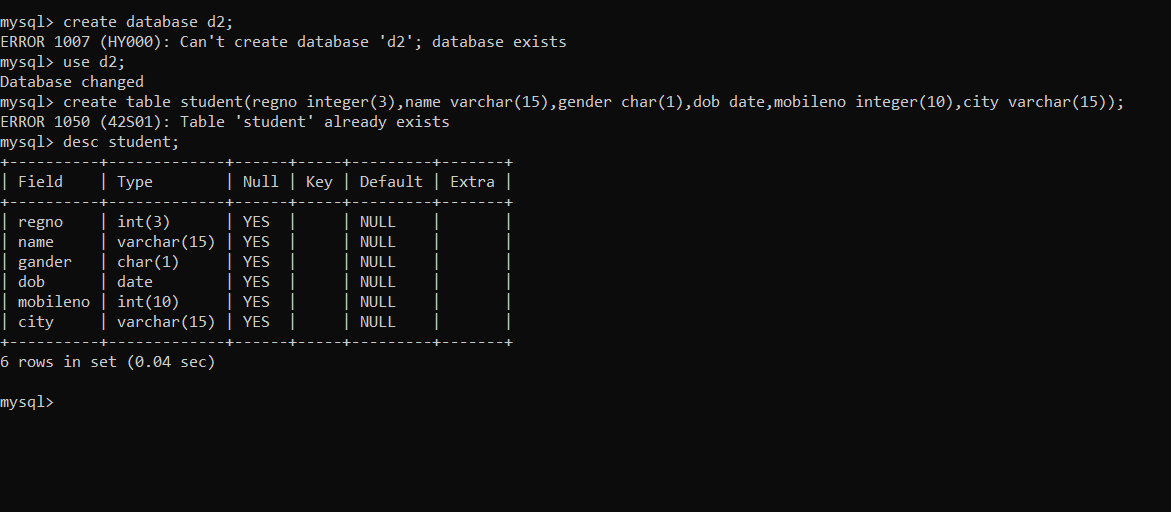 mysql> create database d2;
ERROR 1007 (HY000): Can't create database 'd2'; database exists
mysql> use d2;
Database changed
mysql> create table student(regno integer(3),name varchar(15),gender char(1),dob date,mobileno integer(10),city varchar(15));
ERROR 1050 (42S01): Table 'student' already exists
mysql> desc student;
+----------+-------------+------+-----+---------+-------+
| Field    | Type        | Null | Key | Default | Extra |
+----------+-------------+------+-----+---------+-------+
| regno    | int(3)      | YES  |     | NULL    |       |
| name     | varchar(15) | YES  |     | NULL    |       |
| gander   | char(1)     | YES  |     | NULL    |       |
| dob      | date        | YES  |     | NULL    |       |
| mobileno | int(10)     | YES  |     | NULL    |       |
| city     | varchar(15) | YES  |     | NULL    |       |
+----------+-------------+------+-----+---------+-------+
6 rows in set (0.04 sec)
mysql>